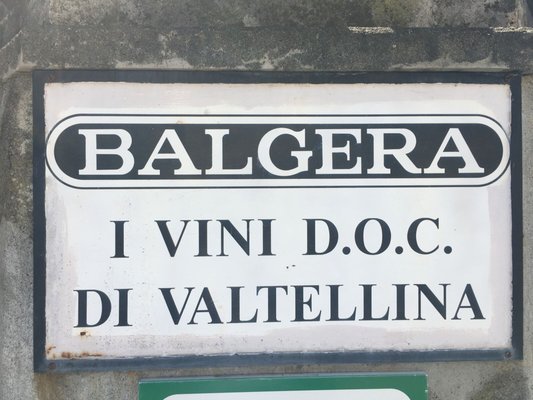 BALGERA
I VINI D.O.C.
DI VALTELLINA